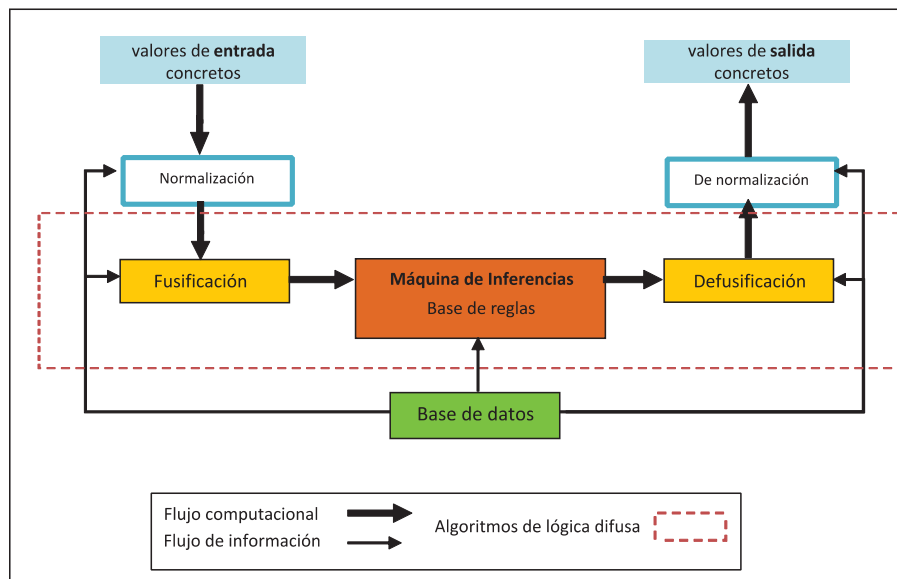 valores de entrada
concretos
valores de salida
concretos
Normalización
De normalización
Fusificación
Máquina de Inferencias
Base de reglas
Defusificación
Base de datos
Flujo computacional
Flujo de información
Algoritmos de lógica difusa